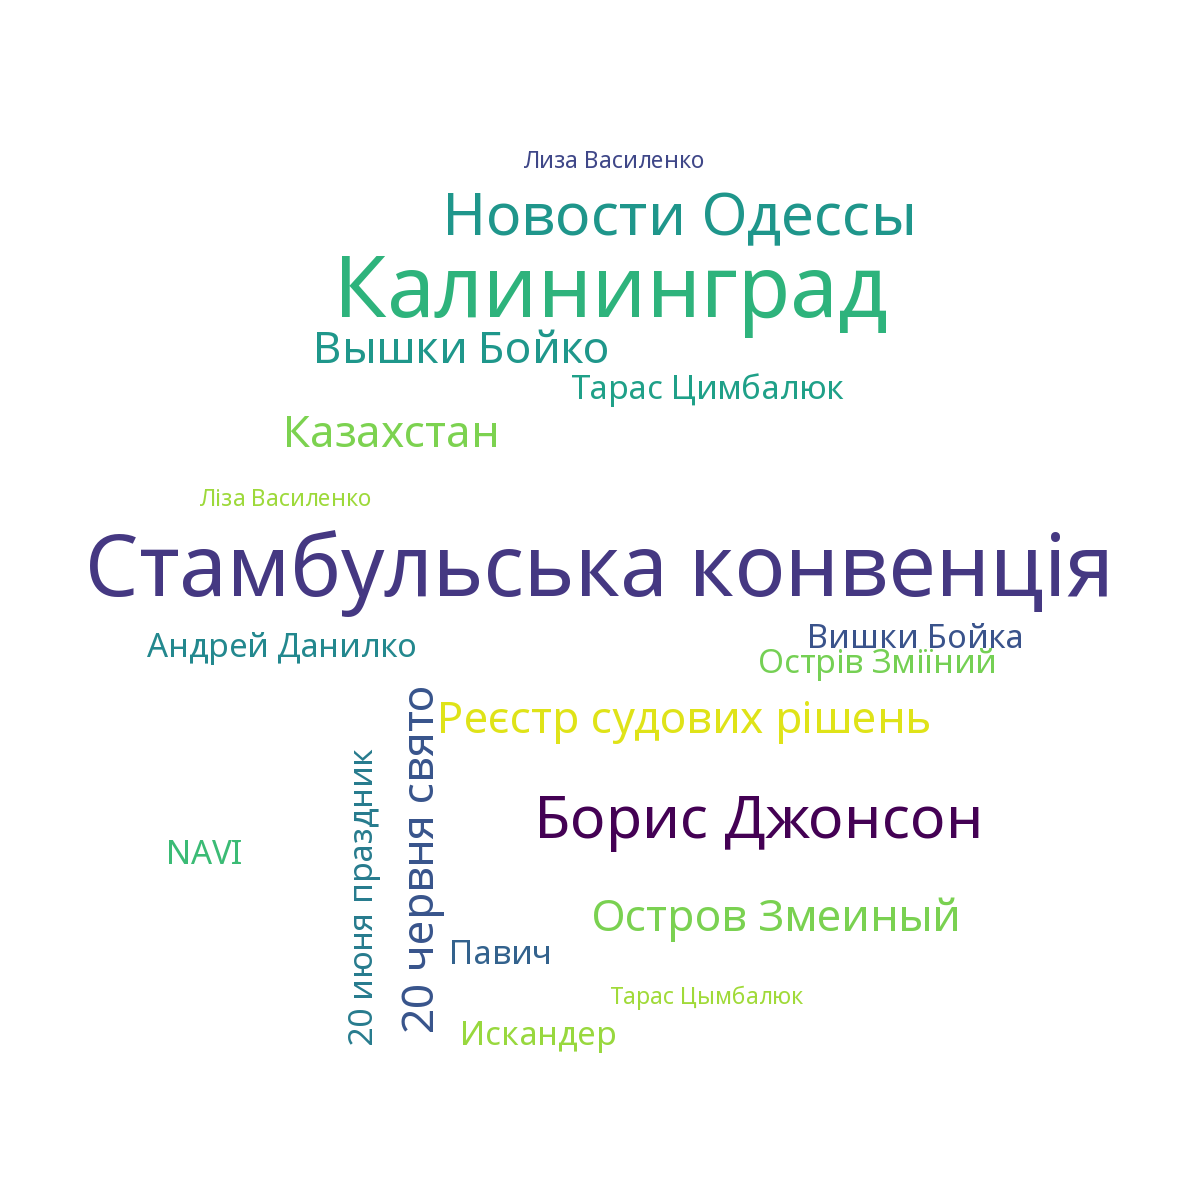 Лиза Василенко
Новости Одессы
Калининград
Вышки Бойко
Тарас Цимбалюк
Казахстан
Ліза Василенко
Стамбульська конвенція
Андрей Данилко
Вишки Бойка
Острів Зміїний
Реєстр судових рішень
20 июня праздник
20 червня свято
Борис Джонсон
NAVI
Остров Змеиный
Павич
Тарас Цымбалюк
Искандер